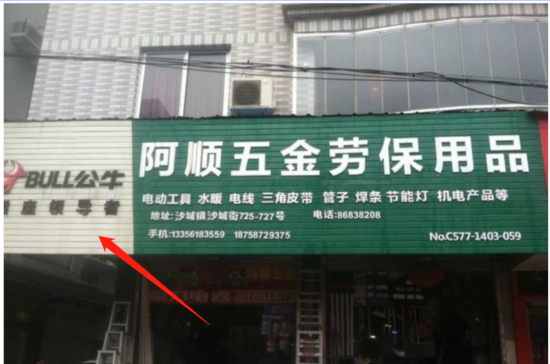 BULL公牛
插座领导者
阿顺五金劳保用品
电动工具 水暖 电线 三角皮带 管子 焊条 节能灯 机电产品等
地址:沙城镇沙城街725-727号 电话:86838208
手机:13356183559 18758729375
No.C577-1403-059